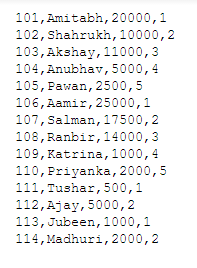 101,Amitabh,20000,1
102,Shahrukh,10000,2
103,Akshay,11000,3
104,Anubhav,5000,4
105,Pawan,2500,5
106,Aamir,25000,1
107,Salman,17500,2
108,Ranbir,14000,3
109,Katrina,1000,4
110,Priyanka,2000,5
111,Tushar,500,1
112,Ajay,5000,2
113,Jubeen,1000,1
114,Madhuri,2000,2